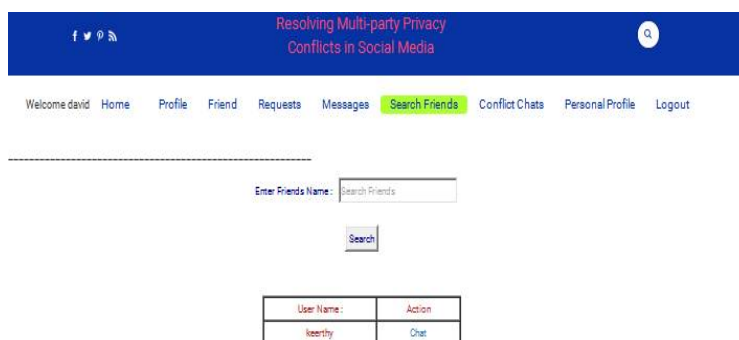 Resolving Multi-party Privacy
Conflicts in Social Media
Welcome david Home Profile Friend Requests Messages Search Friends Conflict Chats Personal Profile Logout
Enter Friends Name : Search Friends
Search
User Name : Action
keerthy Chat